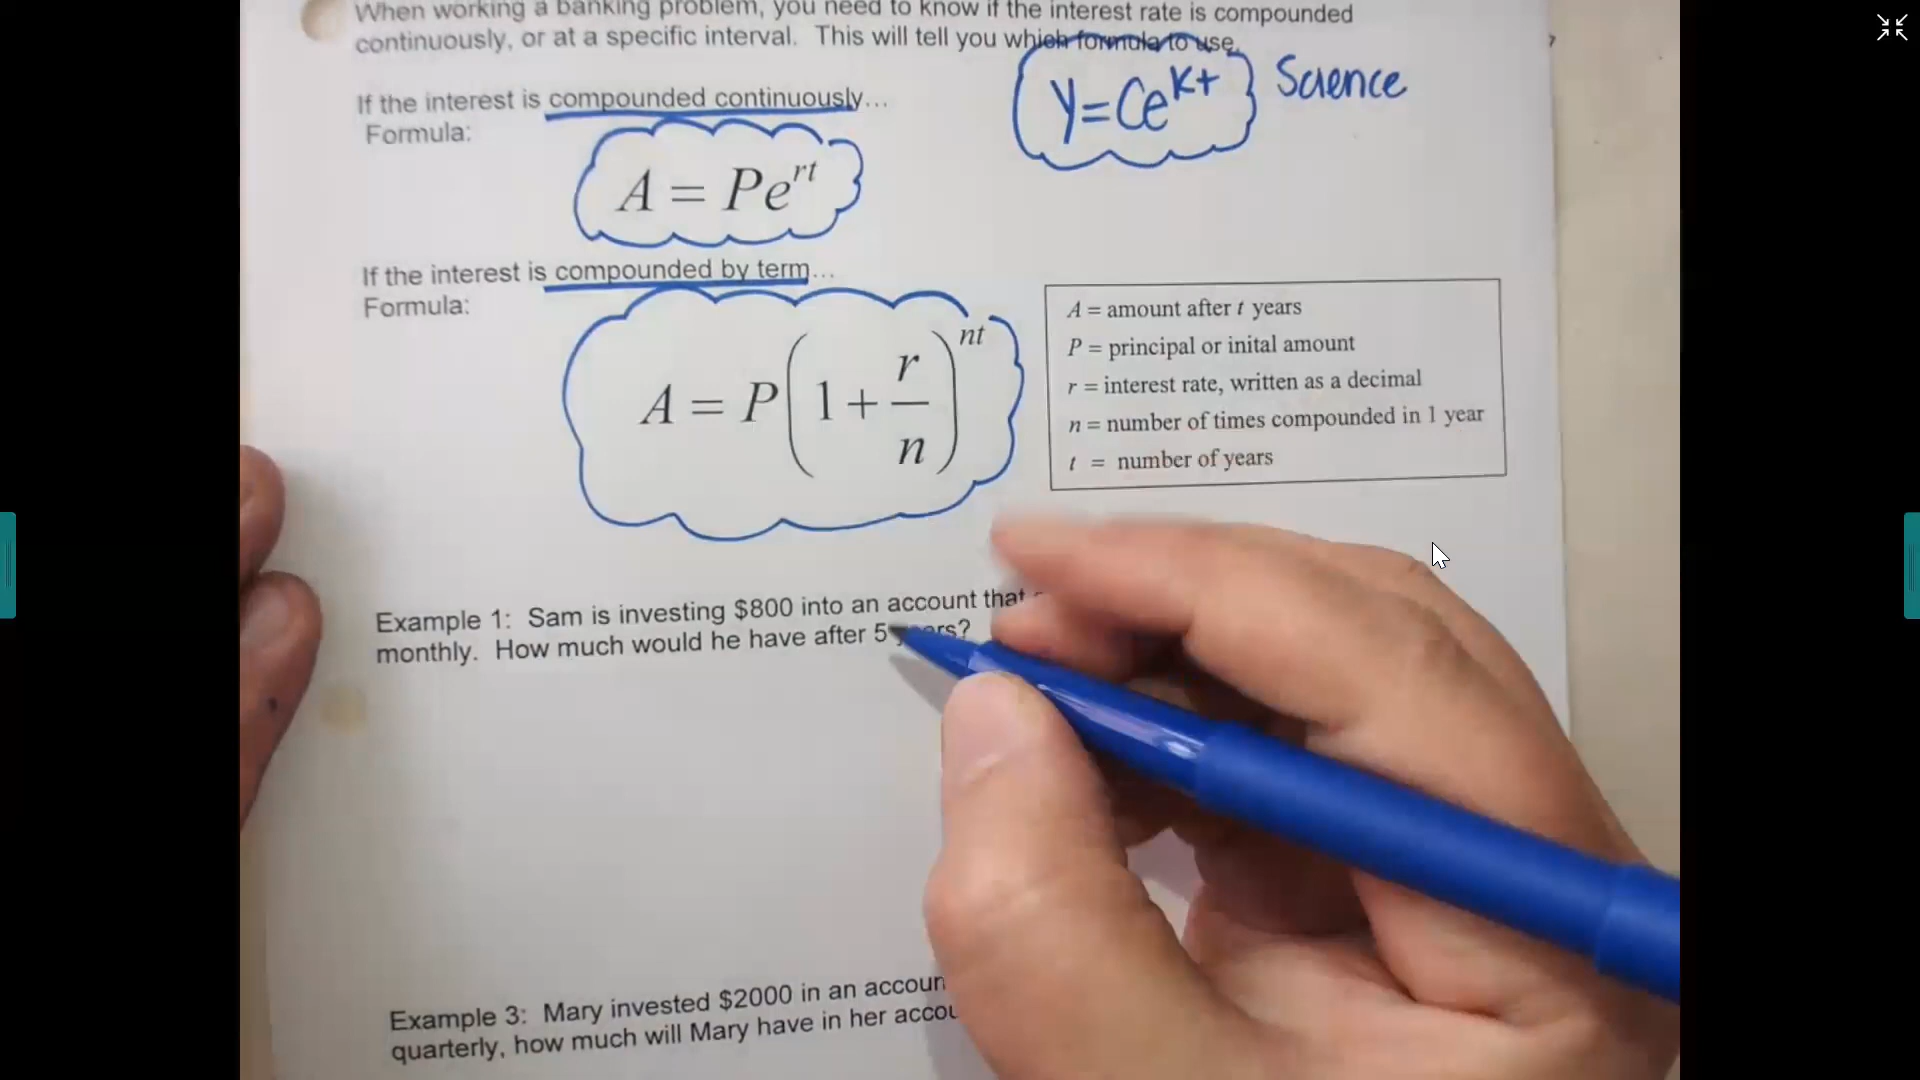 When working a banking problem, you need to know if the interest rate is compounded
continuously, or at a specific interval. This will tell you which formula to use.
y=Ce^{kt} Science
If the interest is compounded continuously...
Formula:
A = Pe^{rt}
If the interest is compounded by term...
Formula:
A = P(1 + r/n)^{nt}
A = amount after t years
P = principal or inital amount
r = interest rate, written as a decimal
n = number of times compounded in 1 year
t = number of years
Example 1: Sam is investing $800 into an account that
monthly. How much would he have after 5 years?
Example 3: Mary invested $2000 in an
quarterly, how much will Mary have in her